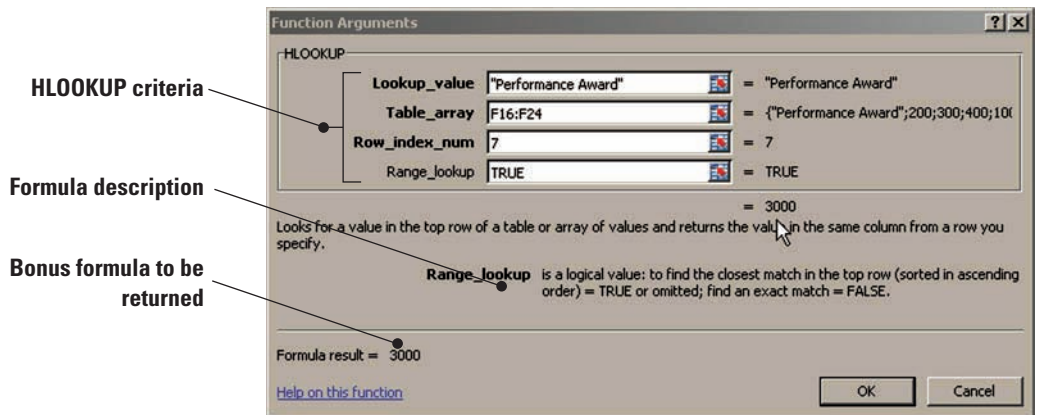 Function Arguments
HLOOKUP
HLOOKUP criteria
Lookup_value "Performance Award" = "Performance Award"
Table_array F16:F24 = {"Performance Award";200;300;400;10(
Row_index_num 7 = 7
Range_lookup TRUE = TRUE
= 3000
Formula description
Looks for a value in the top row of a table or array of values and returns the value in the same column from a row you
specify.
Bonus formula to be
returned
Range_lookup is a logical value: to find the closest match in the top row (sorted in ascending
order) = TRUE or omitted; find an exact match = FALSE.
Formula result = 3000
Help on this function
OK
Cancel